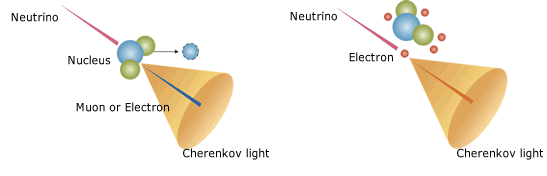 Neutrino
Nucleus
Muon or Electron
Cherenkov light
Neutrino
Electron
Cherenkov light